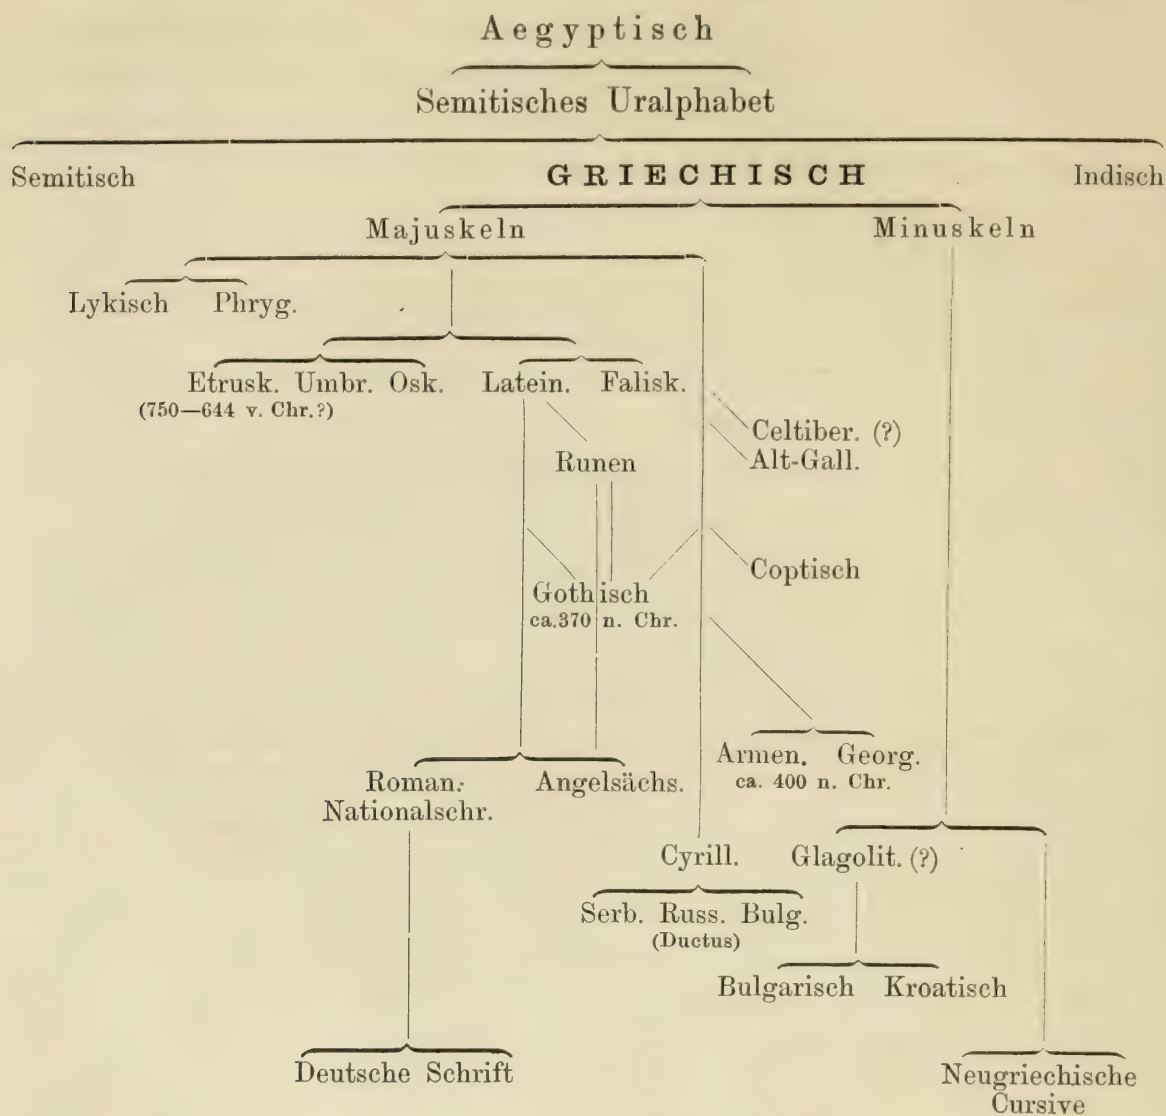 Aegyptisch
Semitisches Uralphabet
Semitisch GRIECHISCH Indisch
Majuskeln Minuskeln
Lykisch Phryg.
Etrusk. Umbr. Osk. Latein. Falisk.
(750—644 v. Chr.?)
Celtiber. (?)
Runen Alt-Gall.
Gothisch Coptisch
ca. 370 n. Chr.
Armen. Georg.
ca. 400 n. Chr.
Roman. Angelsächs.
Nationalschr.
Cyrill. Glagolit. (?)
Serb. Russ. Bulg.
(Ductus)
Bulgarisch Kroatisch
Deutsche Schrift Neugriechische
Cursive